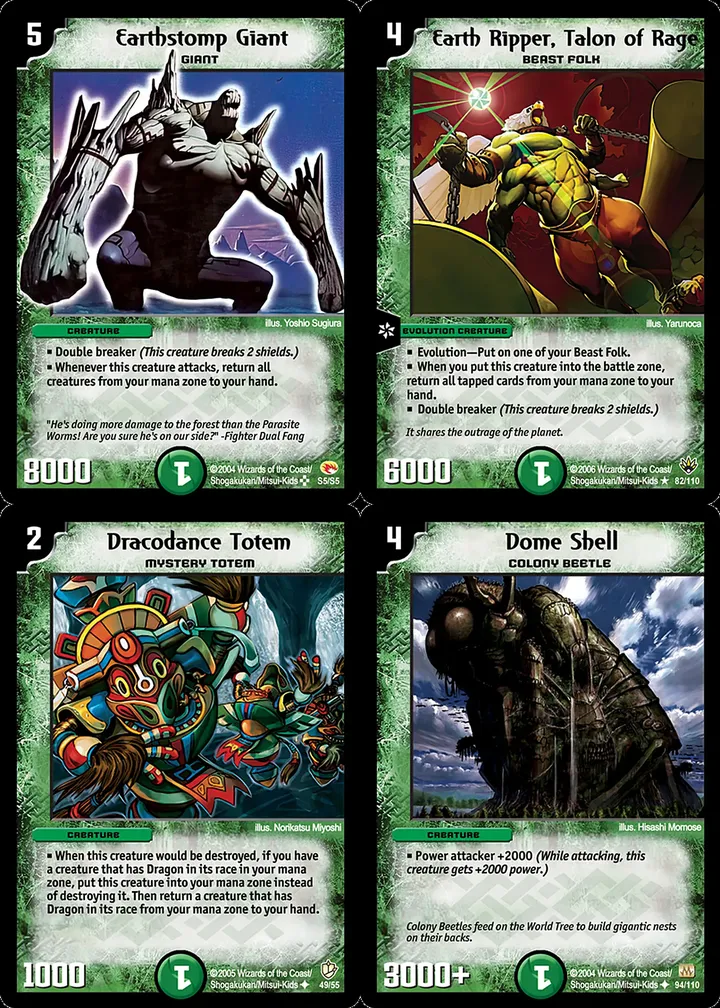 5
Earthstomp Giant
GIANT
illus. Yoshio Sugiura
CREATURE
▪ Double breaker (This creature breaks 2 shields.)
▪ Whenever this creature attacks, return all
creatures from your mana zone to your hand.
"He's doing more damage to the forest than the Parasite
Worms! Are you sure he's on our side?" -Fighter Dual Fang
8000
1
©2004 Wizards of the Coast/
Shogakukan/Mitsui-Kids S5/S5
4
Earth Ripper, Talon of Rage
BEAST FOLK
illus. Yarunoca
EVOLUTION CREATURE
▪ Evolution—Put on one of your Beast Folk.
▪ When you put this creature into the battle zone,
return all tapped cards from your mana zone to your
hand.
▪ Double breaker (This creature breaks 2 shields.)
It shares the outrage of the planet.
6000
1
©2006 Wizards of the Coast/
Shogakukan/Mitsui-Kids ★ 82/110
2
Dracodance Totem
MYSTERY TOTEM
illus. Norikatsu Miyoshi
CREATURE
▪ When this creature would be destroyed, if you have
a creature that has Dragon in its race in your mana
zone, put this creature into your mana zone instead
of destroying it. Then return a creature that has
Dragon in its race from your mana zone to your hand.
1000
1
©2005 Wizards of the Coast/
Shogakukan/Mitsui-Kids ✦ 49/55
4
Dome Shell
COLONY BEETLE
illus. Hisashi Momose
CREATURE
▪ Power attacker +2000 (While attacking, this
creature gets +2000 power.)
Colony Beetles feed on the World Tree to build gigantic nests
on their backs.
3000+
1
©2004 Wizards of the Coast/
Shogakukan/Mitsui-Kids ✦ 94/110